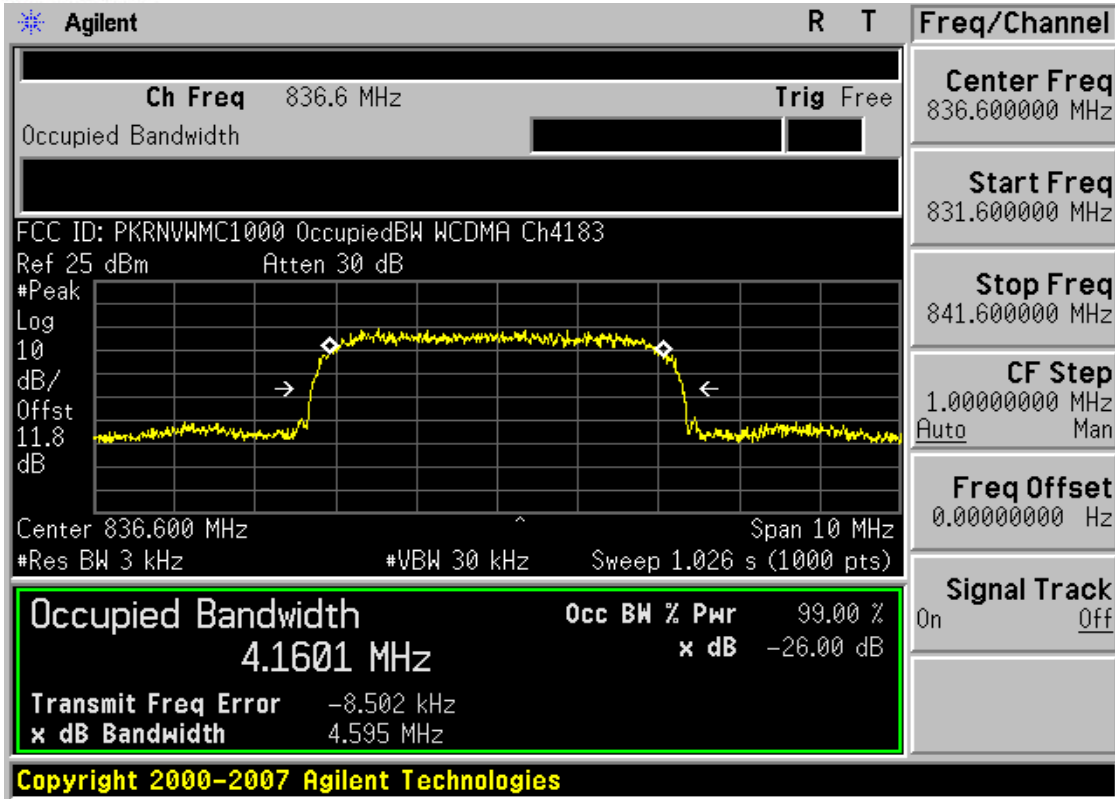 Agilent R T
Freq/Channel
Ch Freq 836.6 MHz Trig Free
Occupied Bandwidth
FCC ID: PKRNVWMC1000 OccupiedBW WCDMA Ch4183
Ref 25 dBm Atten 30 dB
#Peak
Log
10
dB/
Offst
11.8
dB
Center 836.600 MHz Span 10 MHz
#Res BW 3 kHz #VBW 30 kHz Sweep 1.026 s (1000 pts)
Occupied Bandwidth
4.1601 MHz
Occ BW % Pwr 99.00 %
x dB -26.00 dB
Transmit Freq Error -8.502 kHz
x dB Bandwidth 4.595 MHz
Center Freq
836.600000 MHz
Start Freq
831.600000 MHz
Stop Freq
841.600000 MHz
CF Step
1.00000000 MHz
Auto Man
Freq Offset
0.00000000 Hz
Signal Track
On Off
Copyright 2000-2007 Agilent Technologies